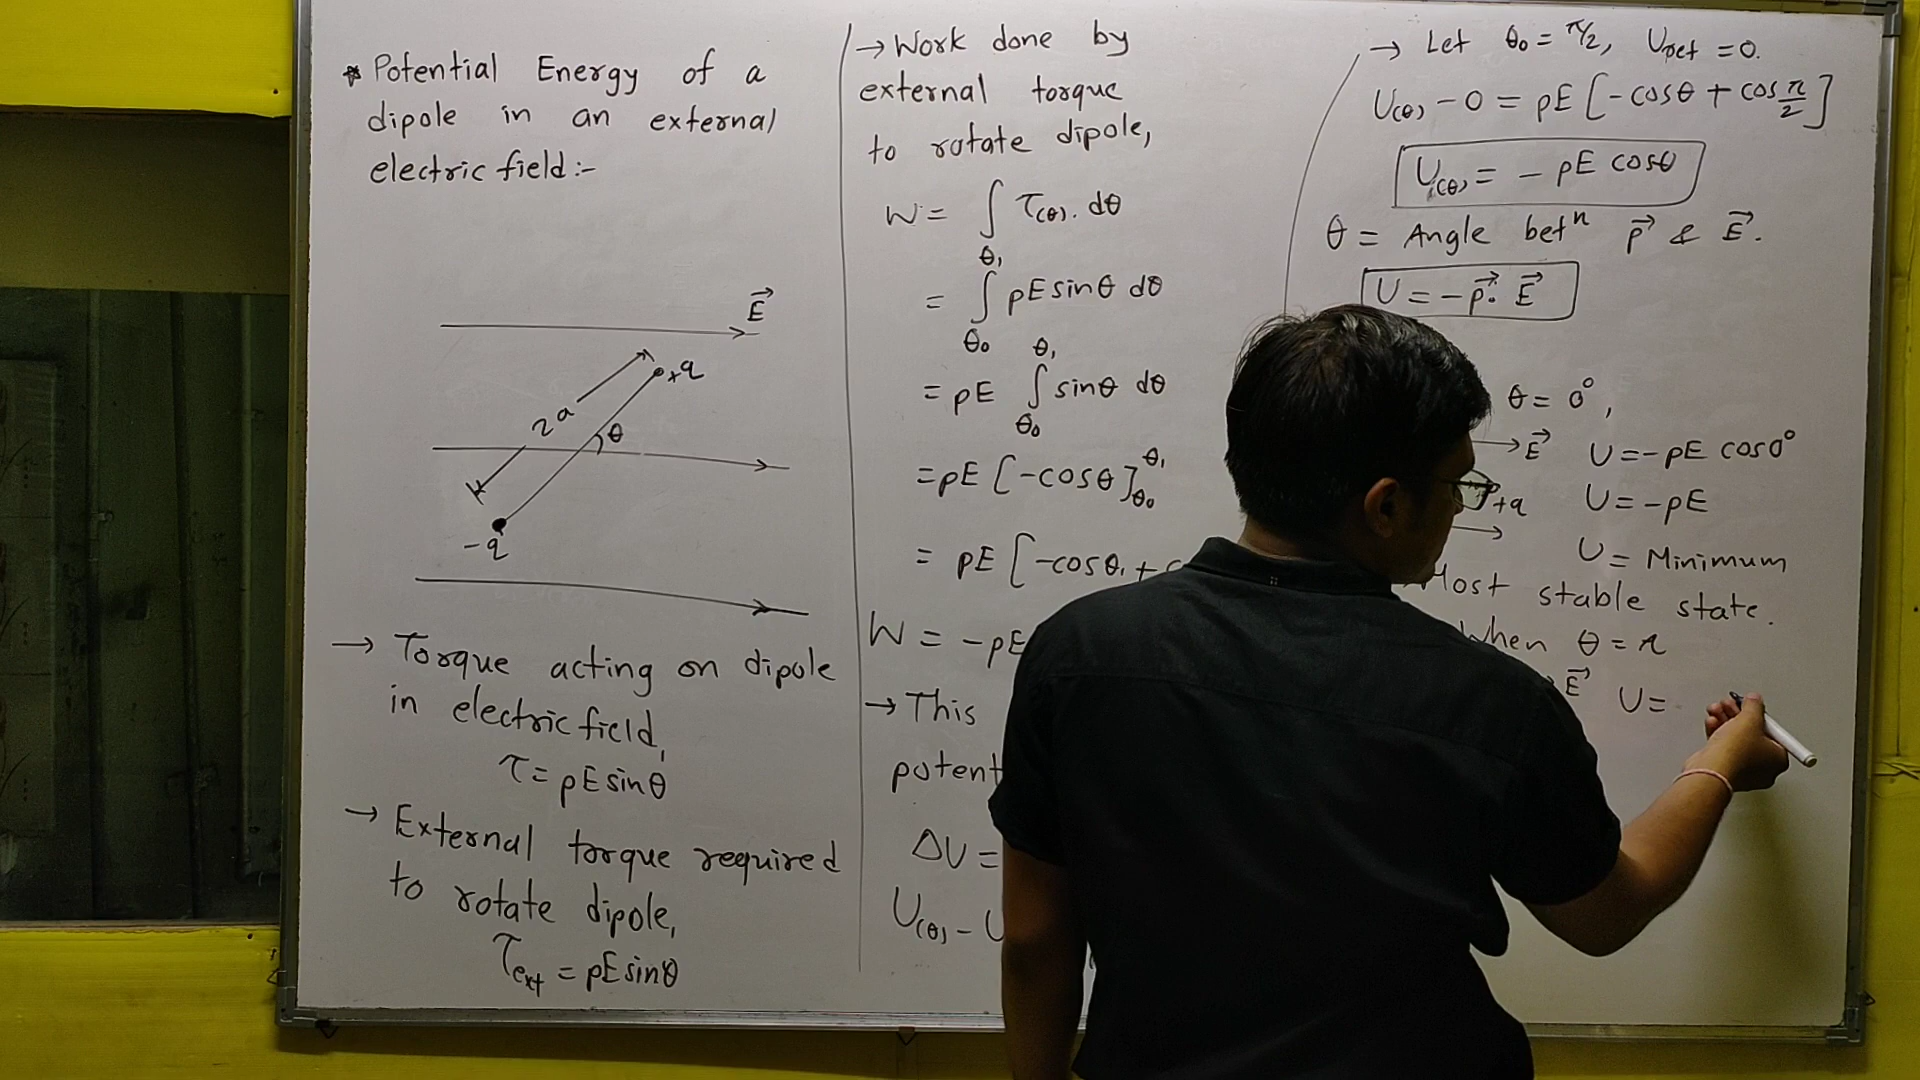 * Potential Energy of a
dipole in an external
electric field :-
E⃗
+q
2a
θ
-q
→ Torque acting on dipole
in electric field,
τ = pE sinθ
→ External torque required
to rotate dipole,
τext = pE sinθ
→ Work done by
external torque
to rotate dipole,
W = ∫ τ(θ). dθ
= ∫θ₀^θ₁ pE sinθ dθ
= pE ∫θ₀^θ₁ sinθ dθ
= pE [-cosθ]θ₀^θ₁
= pE [-cosθ₁ +
W = -pE
→ This
potent
ΔU =
U(θ) - U
→ Let θ₀ = π/2, Uref = 0.
U(θ) - 0 = pE [-cosθ + cos π/2]
U(θ) = - pE cosθ
θ = Angle betⁿ p⃗ & E⃗.
U = - p⃗ . E⃗
θ = 0°,
E⃗ U = -pE cos0°
+q U = -pE
U = Minimum
Most stable state.
When θ = π
E⃗ U =